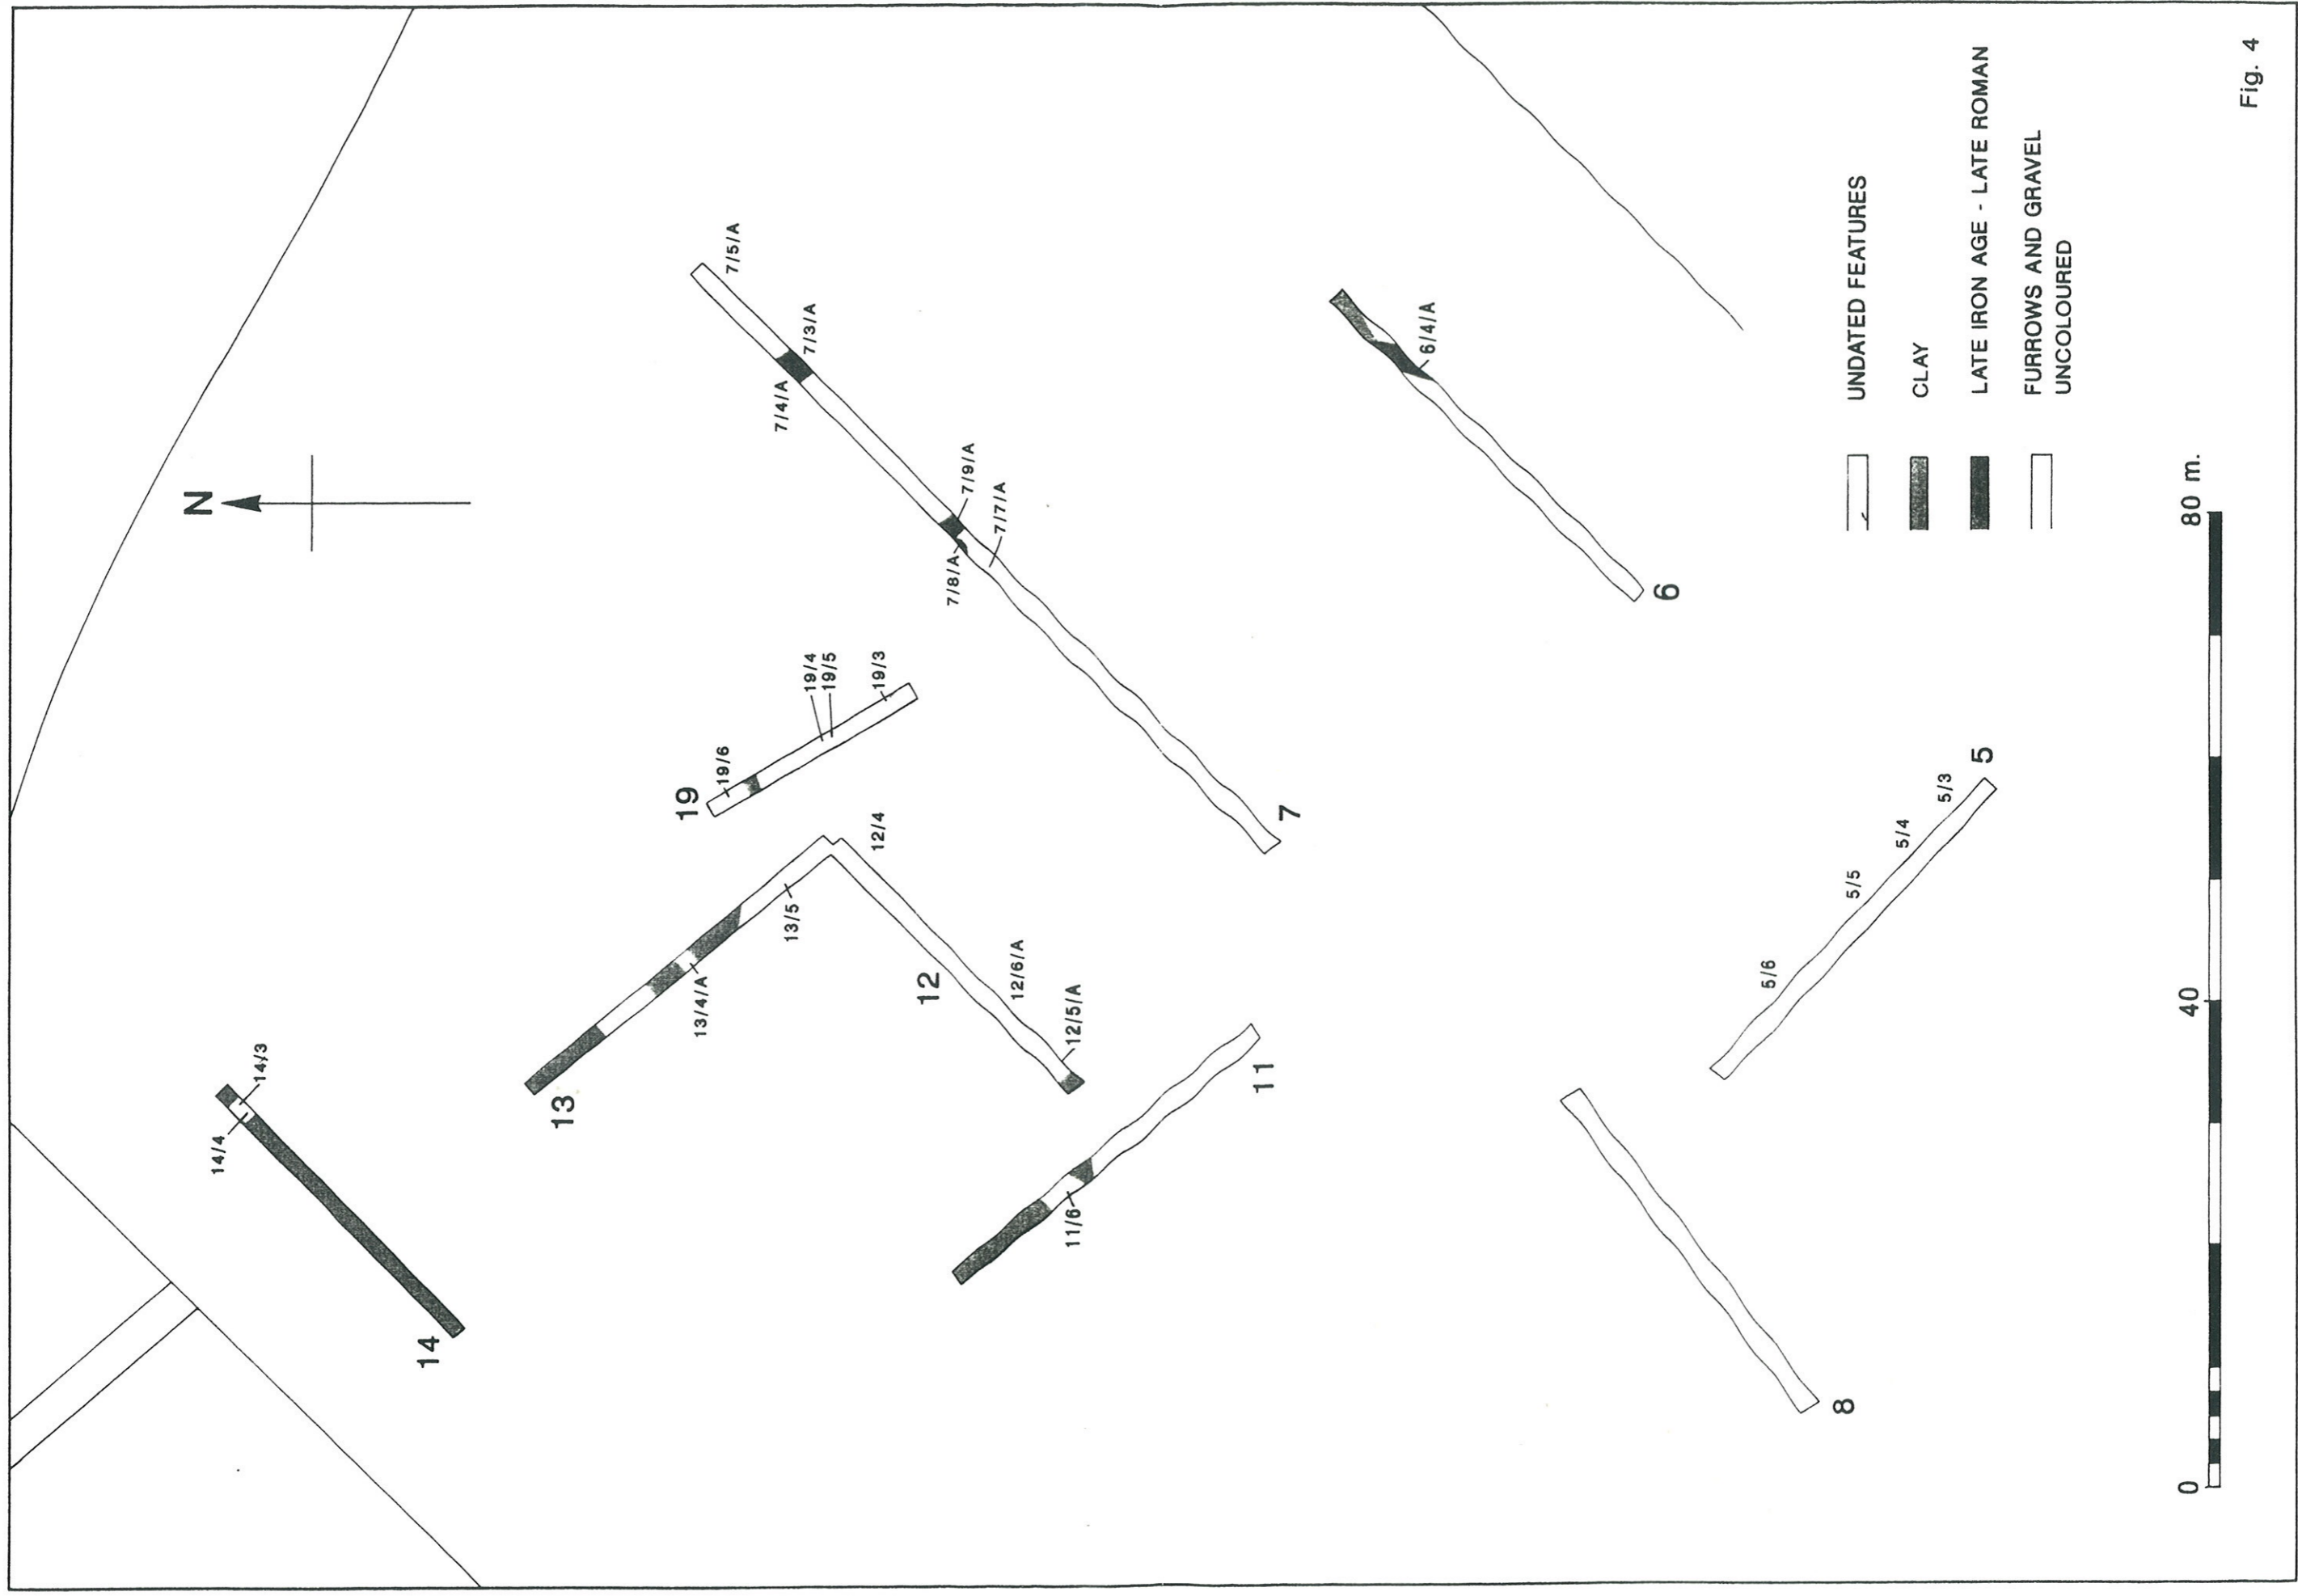 N
14/4
14/3
14
13
13/4/A
13/5
12/4
12
12/6/A
12/5/A
19
19/6
19/4
19/5
19/3
7/5/A
7/3/A
7/4/A
7/9/A
7/7/A
7/8/A
7
11/6
11
6/4/A
6
5/6
5/5
5/4
5/3
5
8
UNDATED FEATURES
CLAY
LATE IRON AGE - LATE ROMAN
FURROWS AND GRAVEL
UNCOLOURED
0
40
80 m.
Fig. 4